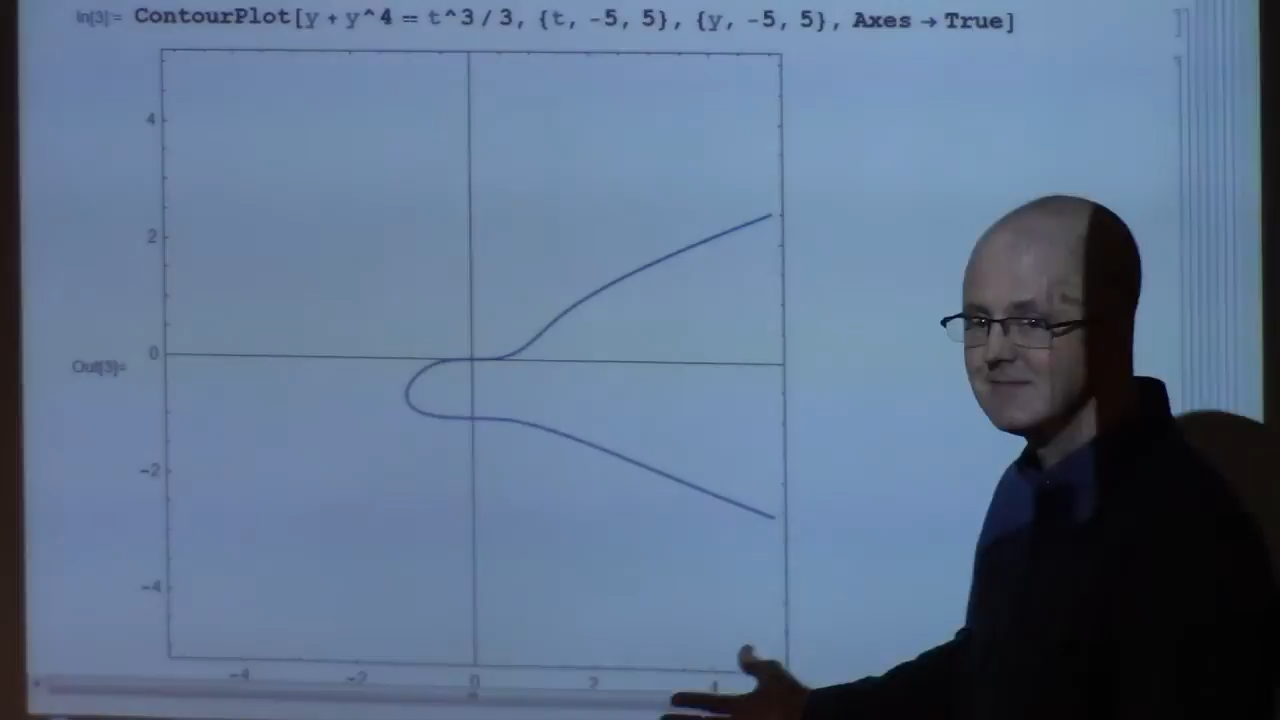 In[3]:= ContourPlot[y + y^4 == t^3 / 3, {t, -5, 5}, {y, -5, 5}, Axes → True]
4
2
0
Out[3]=
-2
-4
-4 -2 0 2 4